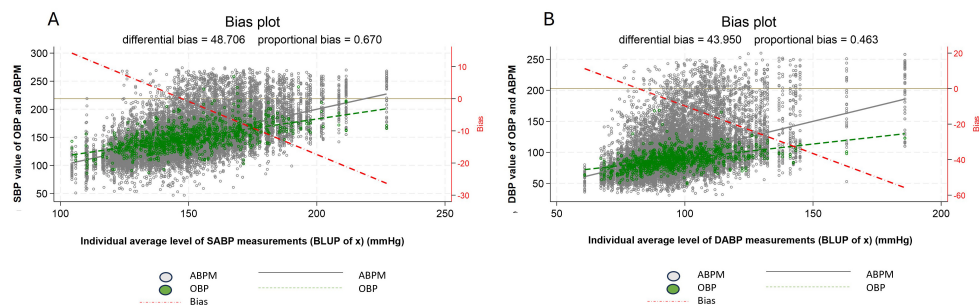 A
Bias plot
differential bias = 48.706 proportional bias = 0.670
SBP value of OBP and ABPM
300
250
200
150
100
50
10
0
-10
-20
-30
Bias
100
150
200
250
Individual average level of SABP measurements (BLUP of x) (mmHg)
ABPM
OBP
Bias
ABPM
OBP
B
Bias plot
differential bias = 43.950 proportional bias = 0.463
DBP value of OBP and ABPM
250
200
150
100
50
20
0
-20
-40
-60
Bias
50
100
150
200
Individual average level of DABP measurements (BLUP of x) (mmHg)
ABPM
OBP
Bias
ABPM
OBP